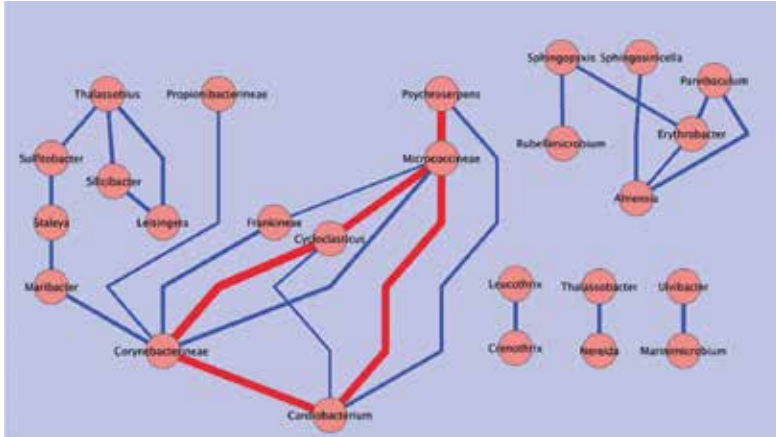 Sphingopyxis
Sphingosinicella
Thalassobius
Propionibacterineae
Psychroserpens
Parvibaculum
Erythrobacter
Rubellimicrobium
Sulfitobacter
Micrococcineae
Silicibacter
Ahrensia
Staleya
Leisingera
Frankineae
Cycloclasticus
Maribacter
Leucothrix
Thalassobacter
Ulvibacter
Corynebacterineae
Crenothrix
Nereida
Marinimicrobium
Cardiobacterium